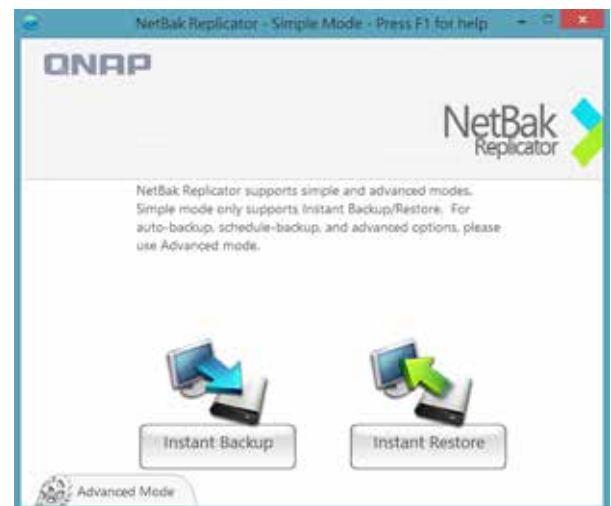 NetBak Replicator - Simple Mode - Press F1 for help
QNAP
NetBak
Replicator
NetBak Replicator supports simple and advanced modes.
Simple mode only supports Instant Backup/Restore. For
auto-backup, schedule-backup, and advanced options, please
use Advanced mode.
Instant Backup
Instant Restore
Advanced Mode